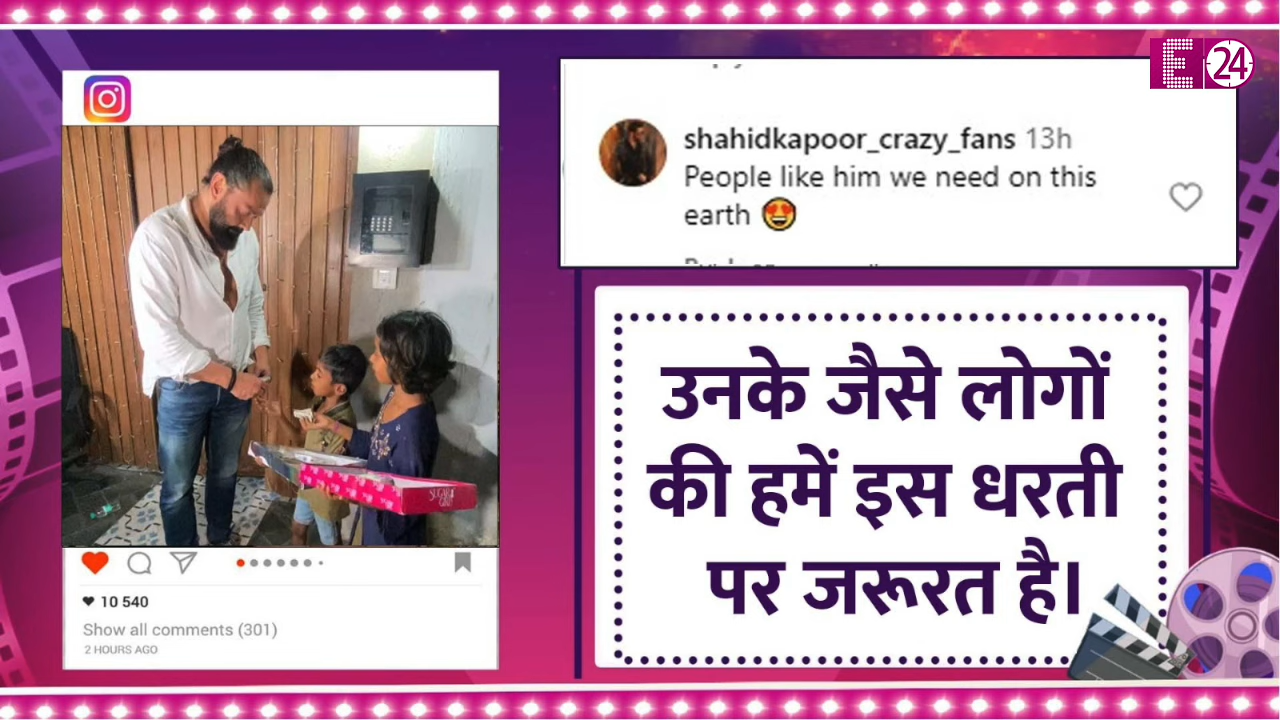 E 24
shahidkapoor_crazy_fans 13h
People like him we need on this
earth
उनके जैसे लोगों
की हमें इस धरती
पर जरूरत है।
10 540
Show all comments (301)
2 HOURS AGO